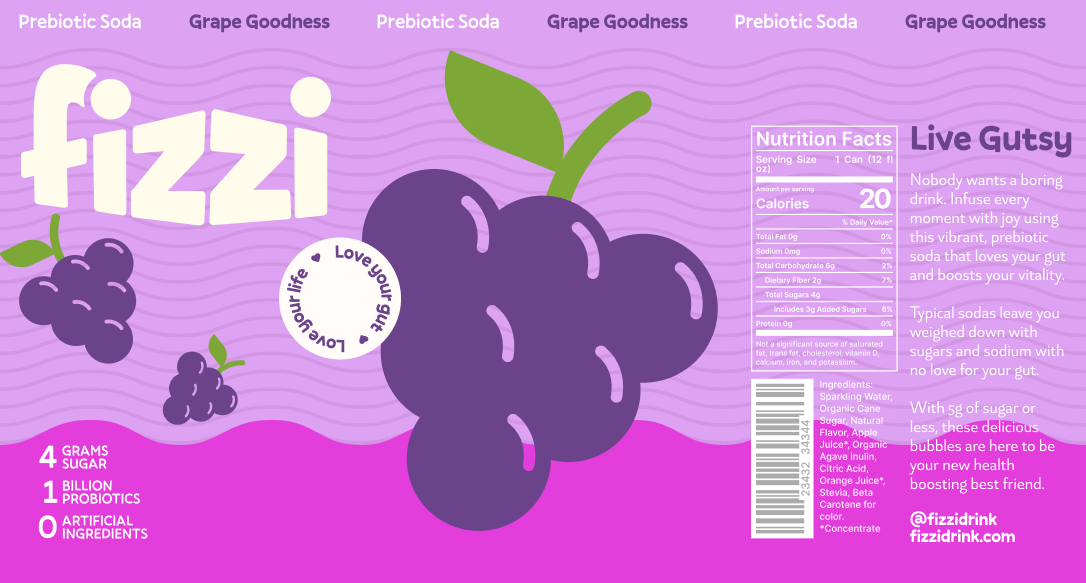 Prebiotic Soda Grape Goodness Prebiotic Soda Grape Goodness Prebiotic Soda Grape Goodness
fizzi
Love your gut
Love your life
4 GRAMS
SUGAR
1 BILLION
PROBIOTICS
0 ARTIFICIAL
INGREDIENTS
Nutrition Facts
Serving Size 1 Can (12 fl
oz)
Amount per serving
Calories 20
% Daily Value*
Total Fat 0g 0%
Sodium 0mg 0%
Total Carbohydrate 6g 2%
Dietary Fiber 2g 7%
Total Sugars 4g
Includes 3g Added Sugars 6%
Protein 0g 0%
Not a significant source of saturated
fat, trans fat, cholesterol, vitamin D,
calcium, iron, and potassium.
23432 34344
Ingredients:
Sparkling Water,
Organic Cane
Sugar, Natural
Flavor, Apple
Juice*, Organic
Agave Inulin,
Citric Acid,
Orange Juice*,
Stevia, Beta
Carotene for
color.
*Concentrate
Live Gutsy
Nobody wants a boring
drink. Infuse every
moment with joy using
this vibrant, prebiotic
soda that loves your gut
and boosts your vitality.
Typical sodas leave you
weighed down with
sugars and sodium with
no love for your gut.
With 5g of sugar or
less, these delicious
bubbles are here to be
your new health
boosting best friend.
@fizzidrink
fizzidrink.com